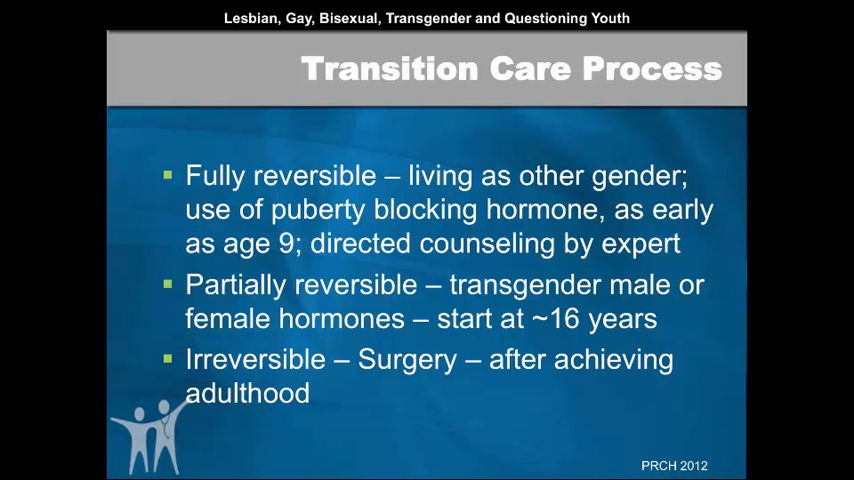 Lesbian, Gay, Bisexual, Transgender and Questioning Youth
Transition Care Process
▪ Fully reversible – living as other gender;
use of puberty blocking hormone, as early
as age 9; directed counseling by expert
▪ Partially reversible – transgender male or
female hormones – start at ~16 years
▪ Irreversible – Surgery – after achieving
adulthood
PRCH 2012